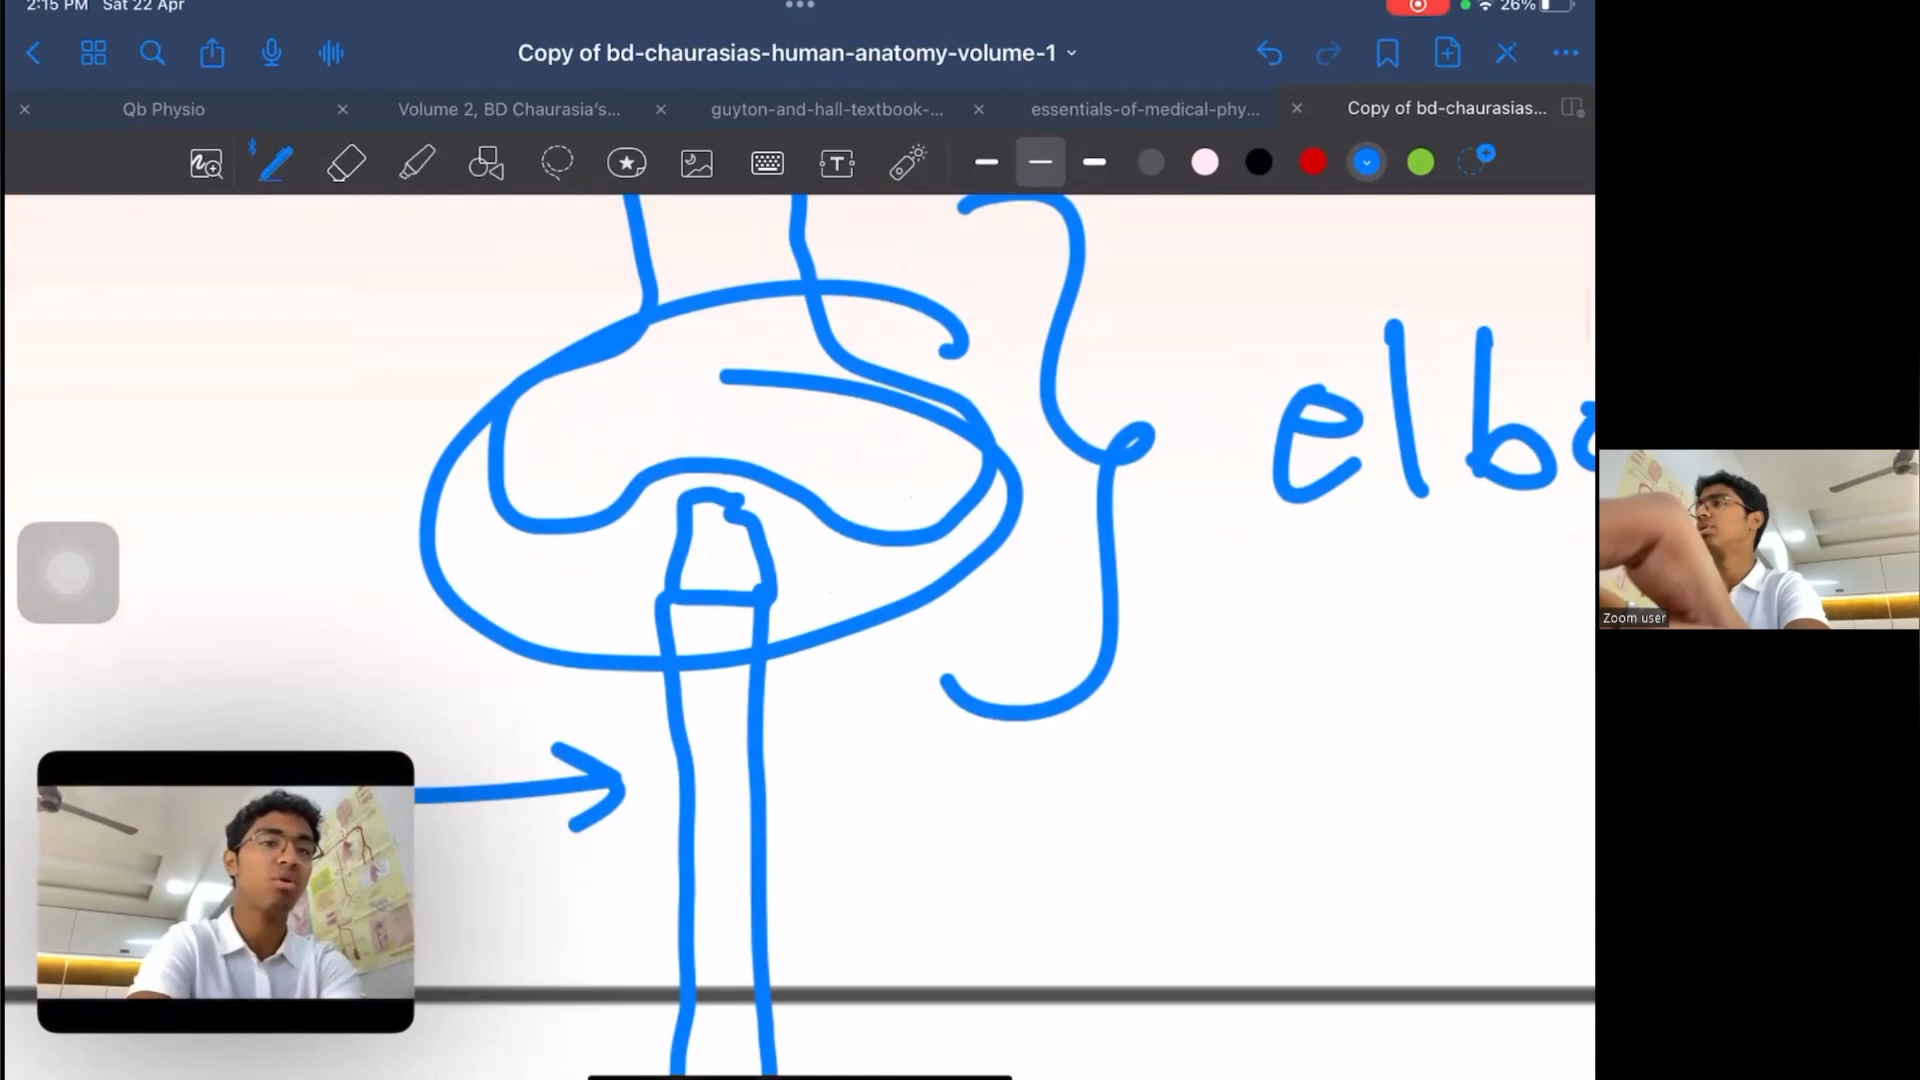 2:15 PM Sat 22 Apr
26%
Copy of bd-chaurasias-human-anatomy-volume-1
Qb Physio
Volume 2, BD Chaurasia's...
guyton-and-hall-textbook-...
essentials-of-medical-phy...
Copy of bd-chaurasias...
T
elbo
Zoom user